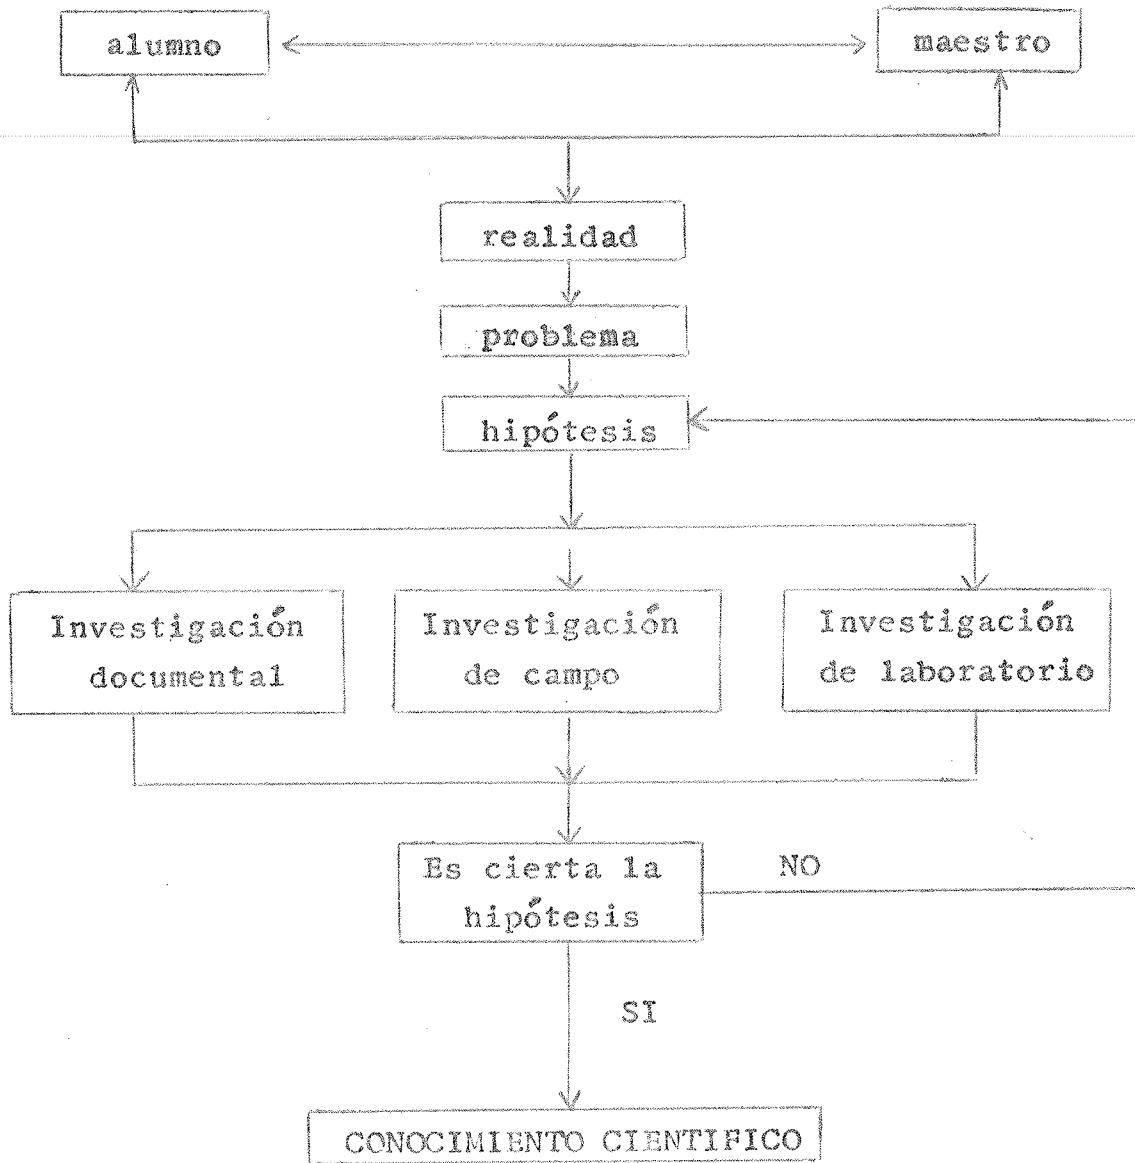 alumno
maestro
realidad
problema
hipótesis
Investigación
documental
Investigación
de campo
Investigación
de laboratorio
Es cierta la
hipótesis
NO
SI
CONOCIMIENTO CIENTIFICO